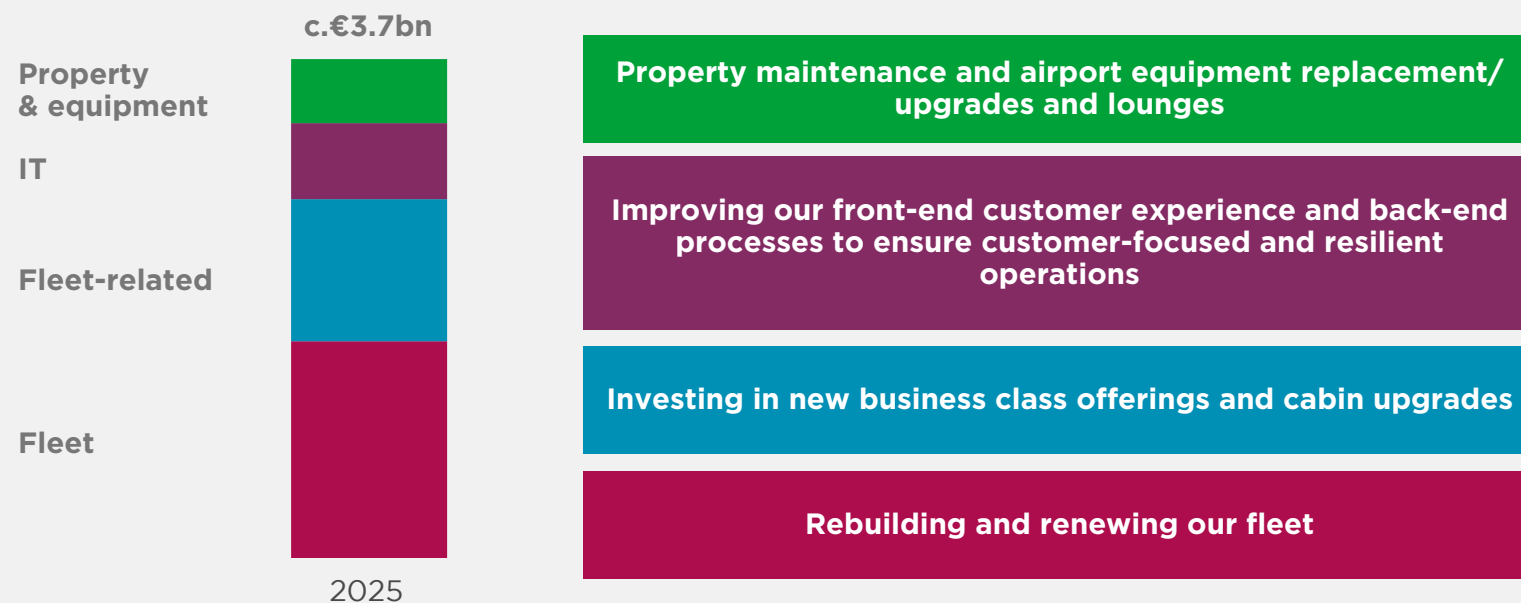 c.€3.7bn
Property
& equipment
IT
Fleet-related
Fleet
2025
Property maintenance and airport equipment replacement/
upgrades and lounges
Improving our front-end customer experience and back-end
processes to ensure customer-focused and resilient
operations
Investing in new business class offerings and cabin upgrades
Rebuilding and renewing our fleet